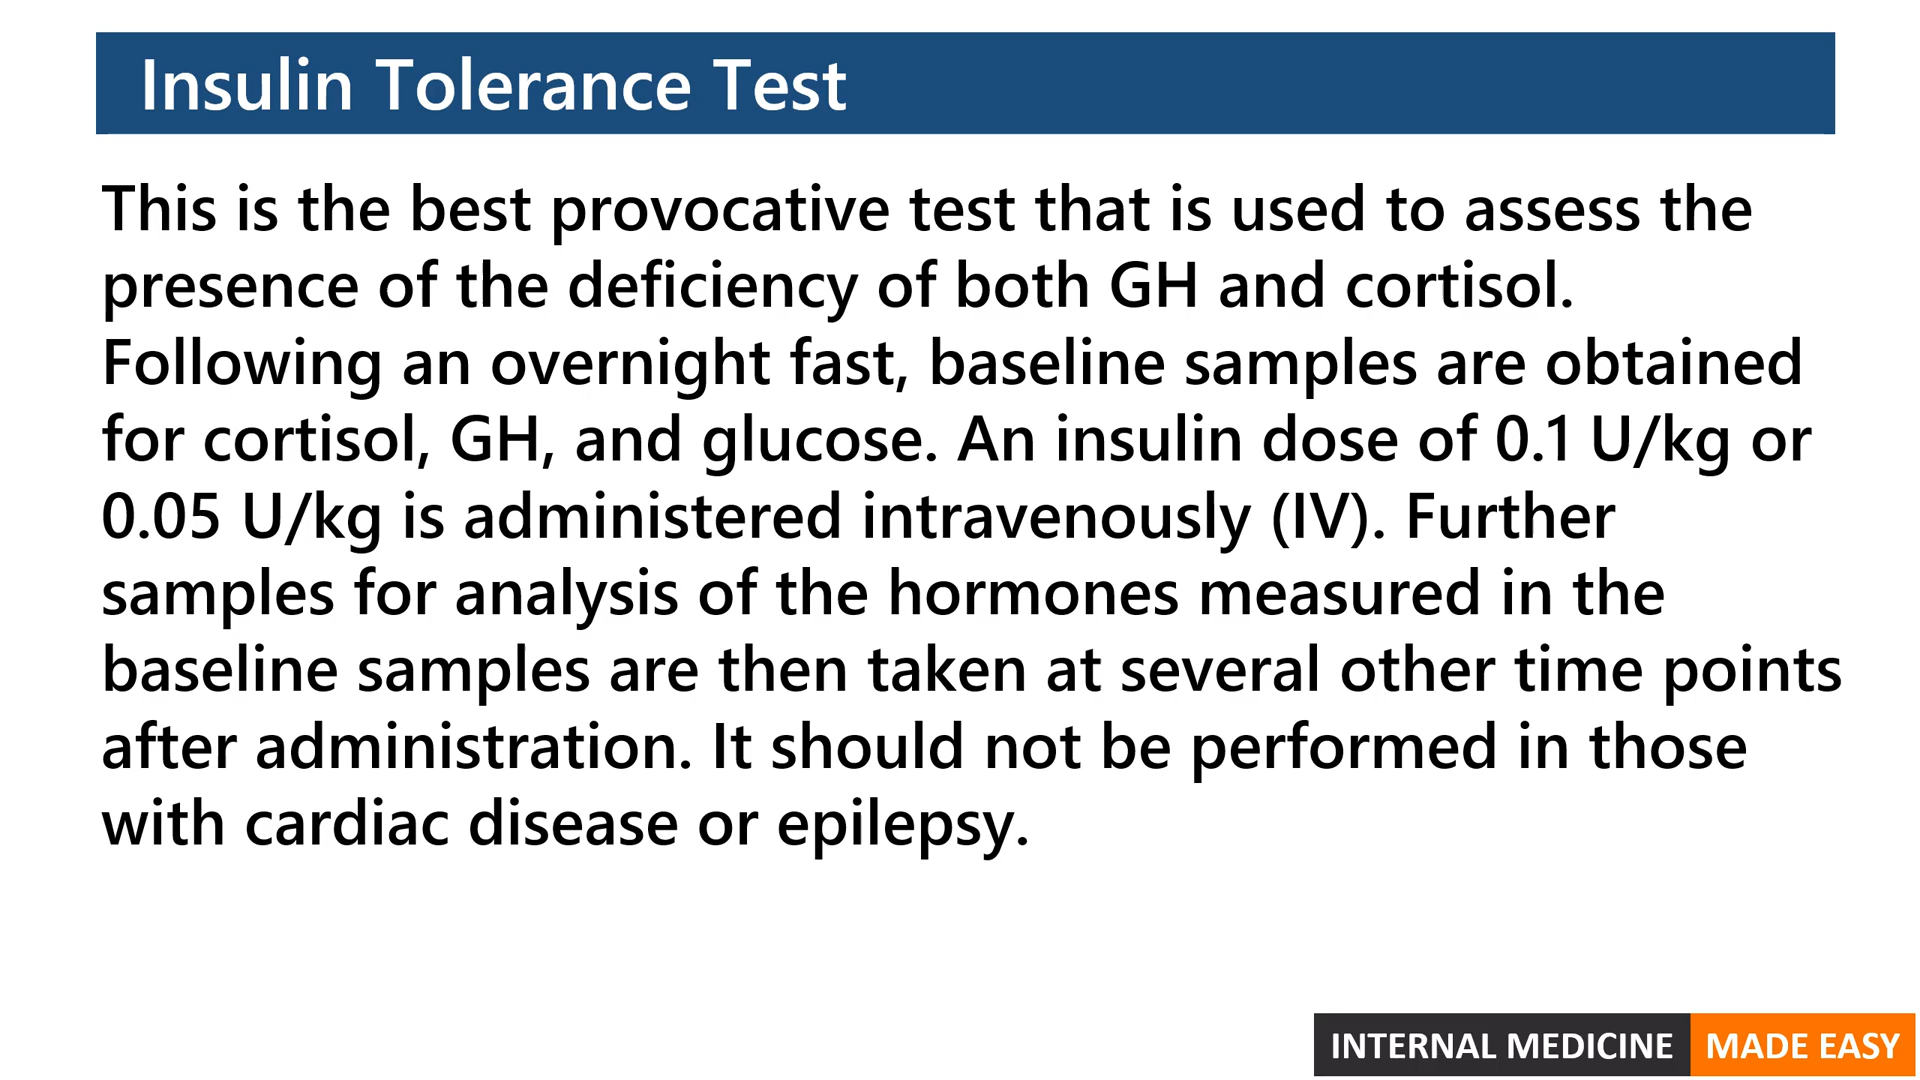 Insulin Tolerance Test
This is the best provocative test that is used to assess the
presence of the deficiency of both GH and cortisol.
Following an overnight fast, baseline samples are obtained
for cortisol, GH, and glucose. An insulin dose of 0.1 U/kg or
0.05 U/kg is administered intravenously (IV). Further
samples for analysis of the hormones measured in the
baseline samples are then taken at several other time points
after administration. It should not be performed in those
with cardiac disease or epilepsy.
INTERNAL MEDICINE MADE EASY